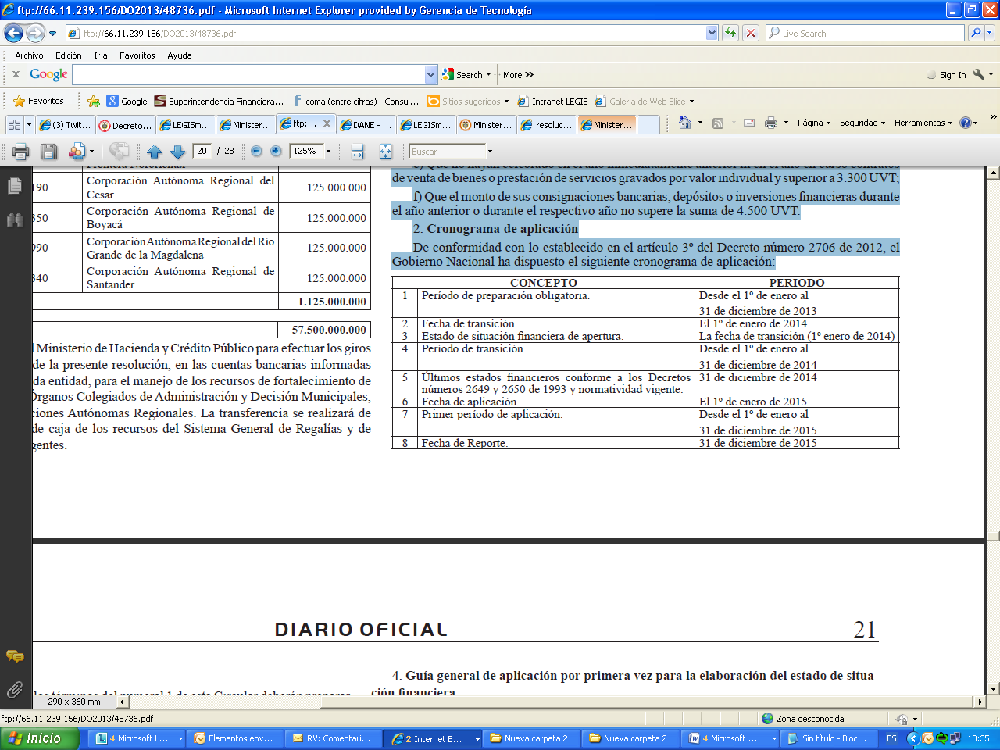 ftp://66.11.239.156/DO2013/48736.pdf - Microsoft Internet Explorer provided by Gerencia de Tecnología
ftp://66.11.239.156/DO2013/48736.pdf
Live Search
Archivo Edición Ir a Favoritos Ayuda
x Google Search More >> Sign In
Favoritos Google Superintendencia Financiera... coma (entre cifras) - Consul... Sitios sugeridos Intranet LEGIS Galería de Web Slice
(3) Twit... Decreto... LEGISm... Minister... ftp:... X DANE - ... LEGISm... Minister... resoluc... Minister... Página Seguridad Herramientas
20 / 28 125% Buscar
190 Corporación Autónoma Regional del Cesar 125.000.000
350 Corporación Autónoma Regional de Boyacá 125.000.000
990 Corporación Autónoma Regional del Río Grande de la Magdalena 125.000.000
340 Corporación Autónoma Regional de Santander 125.000.000
1.125.000.000
57.500.000.000
l Ministerio de Hacienda y Crédito Público para efectuar los giros
de la presente resolución, en las cuentas bancarias informadas
da entidad, para el manejo de los recursos de fortalecimiento de
Órganos Colegiados de Administración y Decisión Municipales,
ciones Autónomas Regionales. La transferencia se realizará de
de caja de los recursos del Sistema General de Regalías y de
gentes.
de venta de bienes o prestación de servicios gravados por valor individual y superior a 3.300 UVT;
f) Que el monto de sus consignaciones bancarias, depósitos o inversiones financieras durante
el año anterior o durante el respectivo año no supere la suma de 4.500 UVT.
2. Cronograma de aplicación
De conformidad con lo establecido en el artículo 3º del Decreto número 2706 de 2012, el
Gobierno Nacional ha dispuesto el siguiente cronograma de aplicación:
CONCEPTO PERIODO
1 Período de preparación obligatoria. Desde el 1º de enero al
31 de diciembre de 2013
2 Fecha de transición. El 1º de enero de 2014
3 Estado de situación financiera de apertura. La fecha de transición (1º enero de 2014)
4 Período de transición. Desde el 1º de enero al
31 de diciembre de 2014
5 Últimos estados financieros conforme a los Decretos 31 de diciembre de 2014
números 2649 y 2650 de 1993 y normatividad vigente.
6 Fecha de aplicación. El 1º de enero de 2015
7 Primer período de aplicación. Desde el 1º de enero al
31 de diciembre de 2015
8 Fecha de Reporte. 31 de diciembre de 2015
DIARIO OFICIAL 21
4. Guía general de aplicación por primera vez para la elaboración del estado de situa-
ción financiera
los términos del numeral 1 de esta Circular deberán preparar
290 x 360 mm
ftp://66.11.239.156/DO2013/48736.pdf Zona desconocida
Inicio 4 Microsoft L... Elementos env... RV: Comentari... 2 Internet E... Nueva carpeta 2 Nueva carpeta 2 4 Microsoft ... Sin título - Bloc... ES 10:35